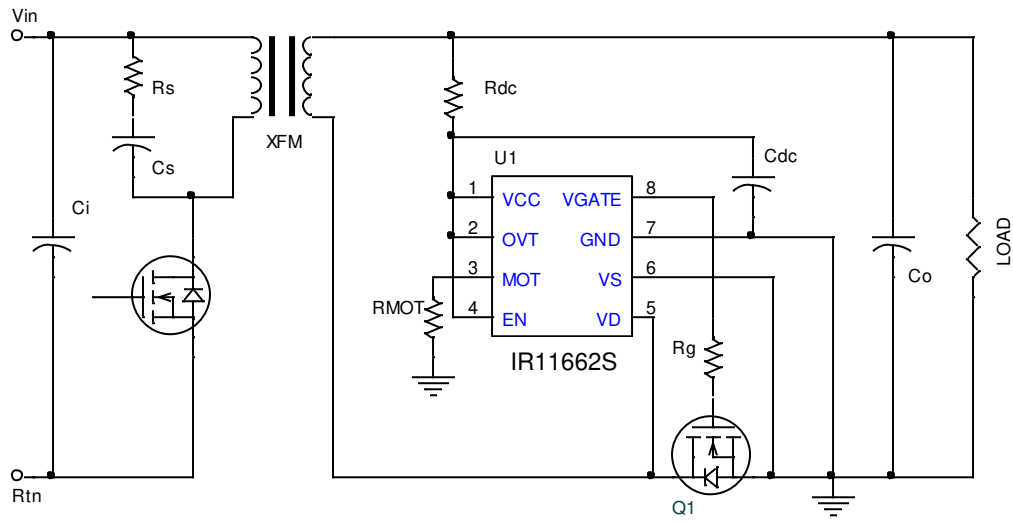 Vin
Rs
Rdc
XFM
Cs
U1
Cdc
Ci
1 VCC VGATE 8
2 OVT GND 7
3 MOT VS 6
4 EN VD 5
RMOT
IR11662S
Rg
Co
LOAD
Rtn
Q1